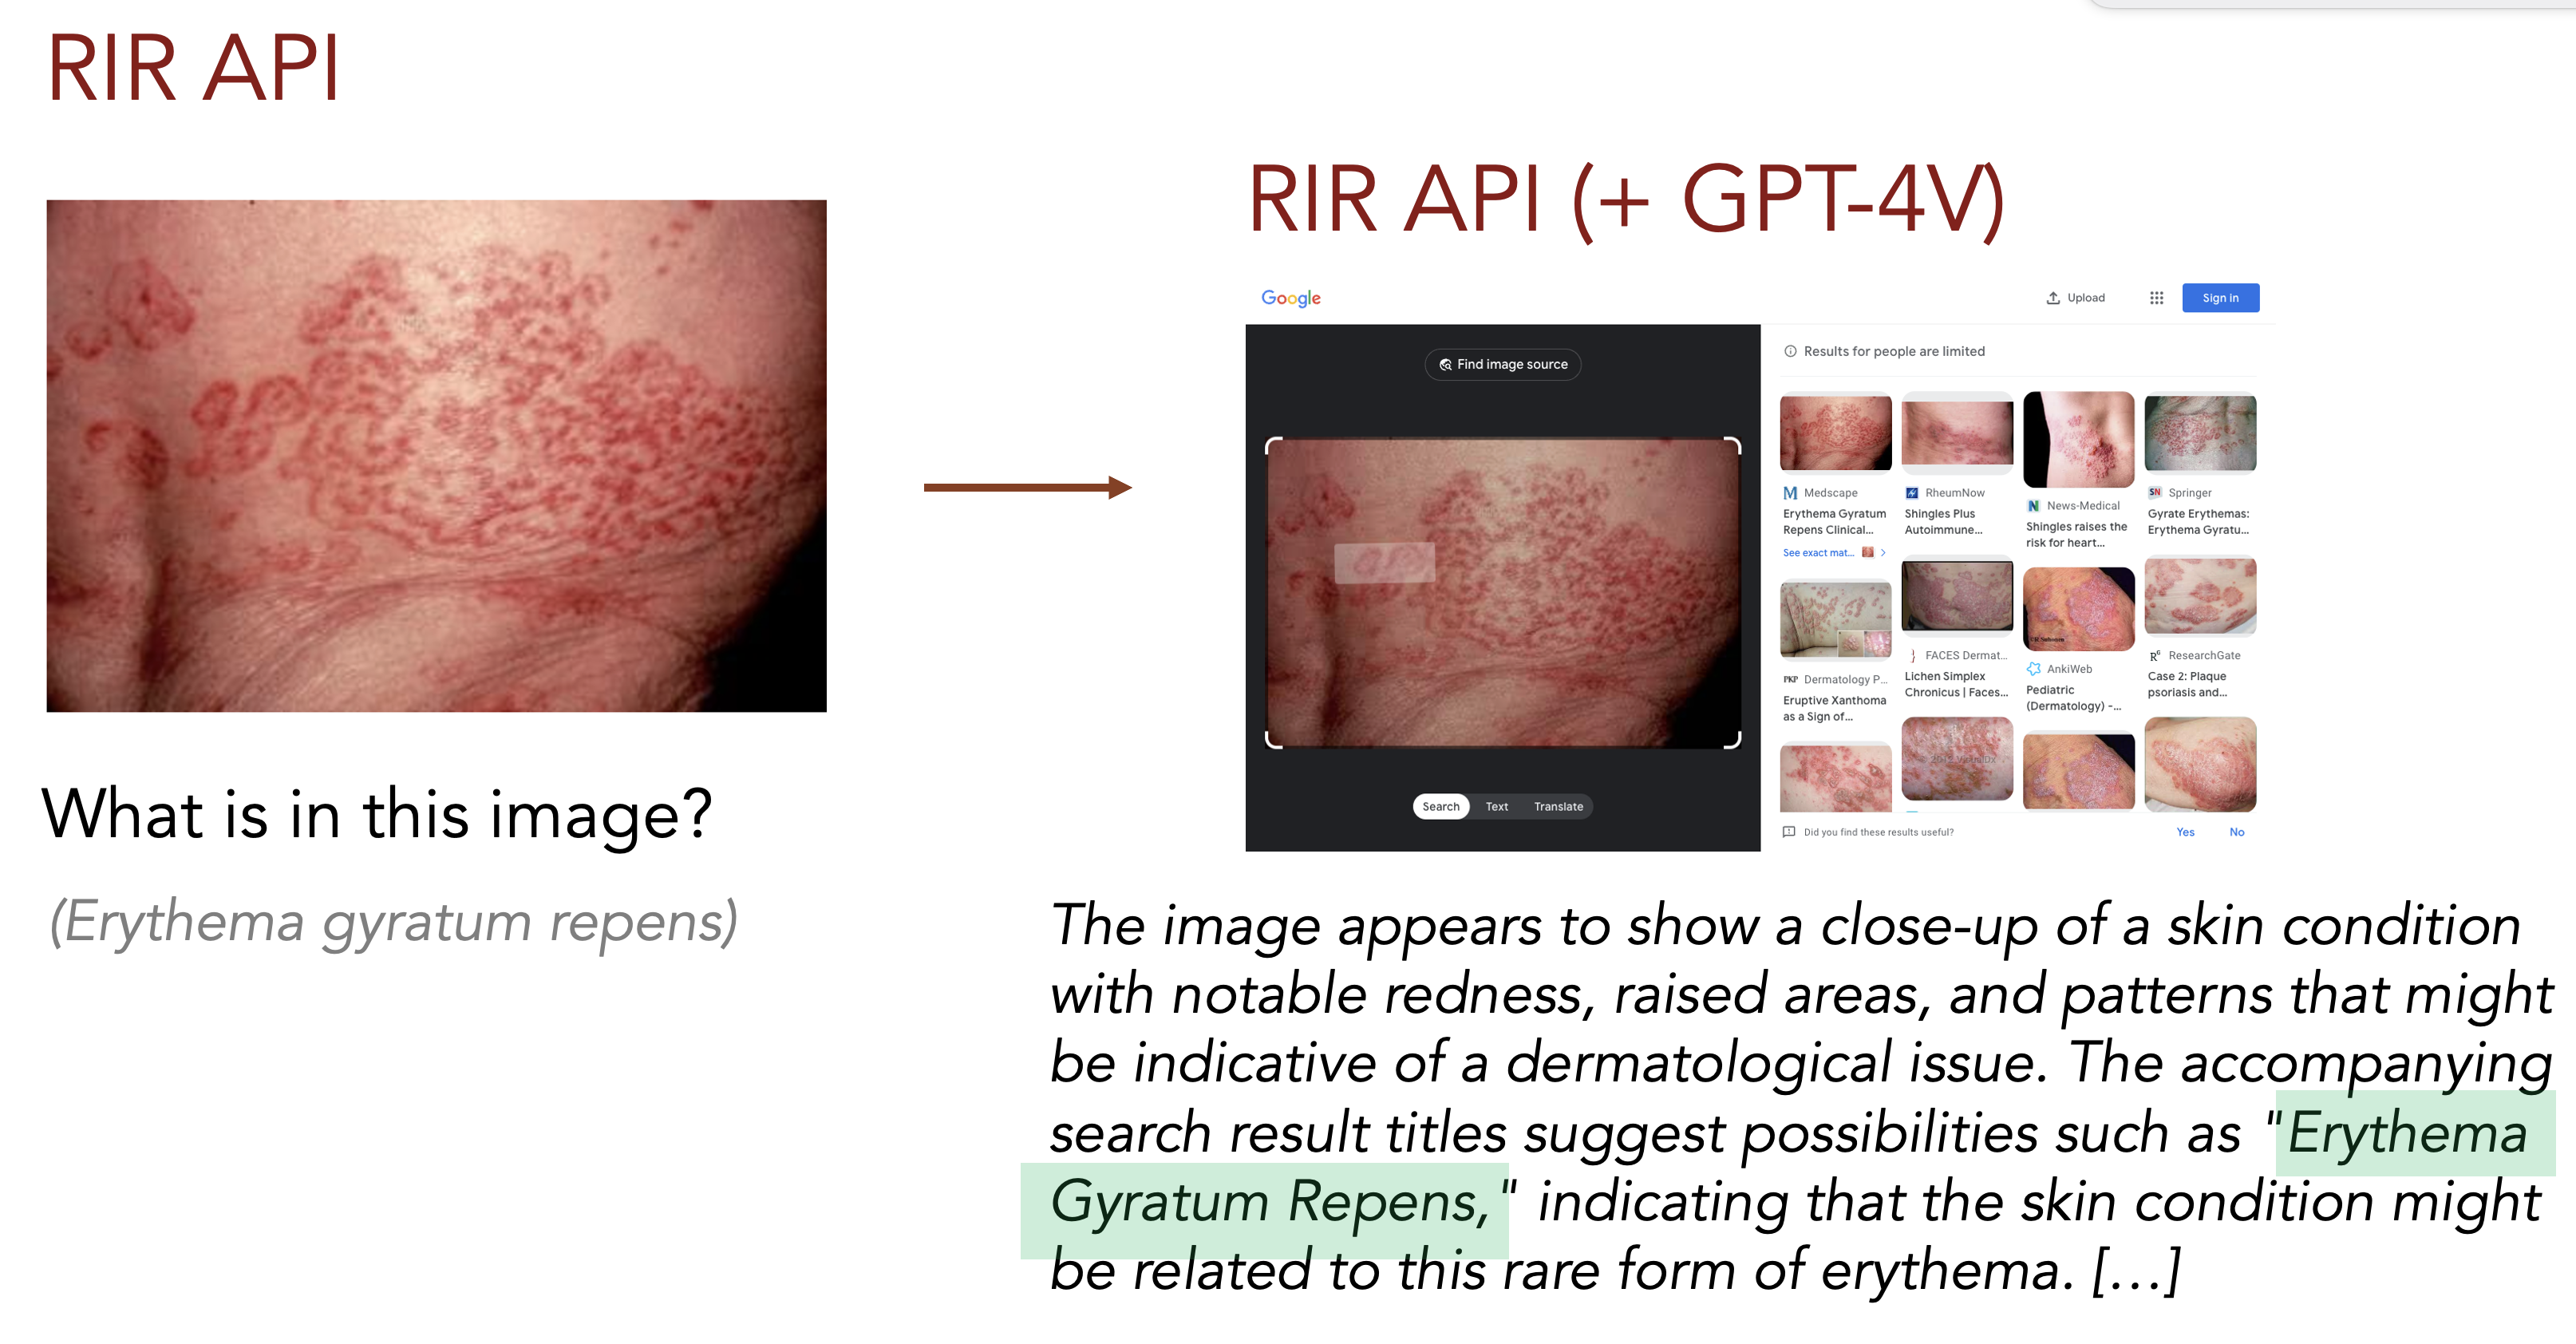 RIR API
What is in this image?
(Erythema gyratum repens)
RIR API (+ GPT-4V)
Google
Upload
Sign in
Find image source
Search
Text
Translate
Results for people are limited
Medscape
Erythema Gyratum
Repens Clinical...
See exact mat...
RheumNow
Shingles Plus
Autoimmune...
News-Medical
Shingles raises the
risk for heart...
SN Springer
Gyrate Erythemas:
Erythema Gyratu...
PKP Dermatology P...
Eruptive Xanthoma
as a Sign of...
FACES Dermat...
Lichen Simplex
Chronicus | Faces...
AnkiWeb
Pediatric
(Dermatology) -...
ResearchGate
Case 2: Plaque
psoriasis and...
Did you find these results useful?
Yes
No
The image appears to show a close-up of a skin condition
with notable redness, raised areas, and patterns that might
be indicative of a dermatological issue. The accompanying
search result titles suggest possibilities such as "Erythema
Gyratum Repens," indicating that the skin condition might
be related to this rare form of erythema. [...]